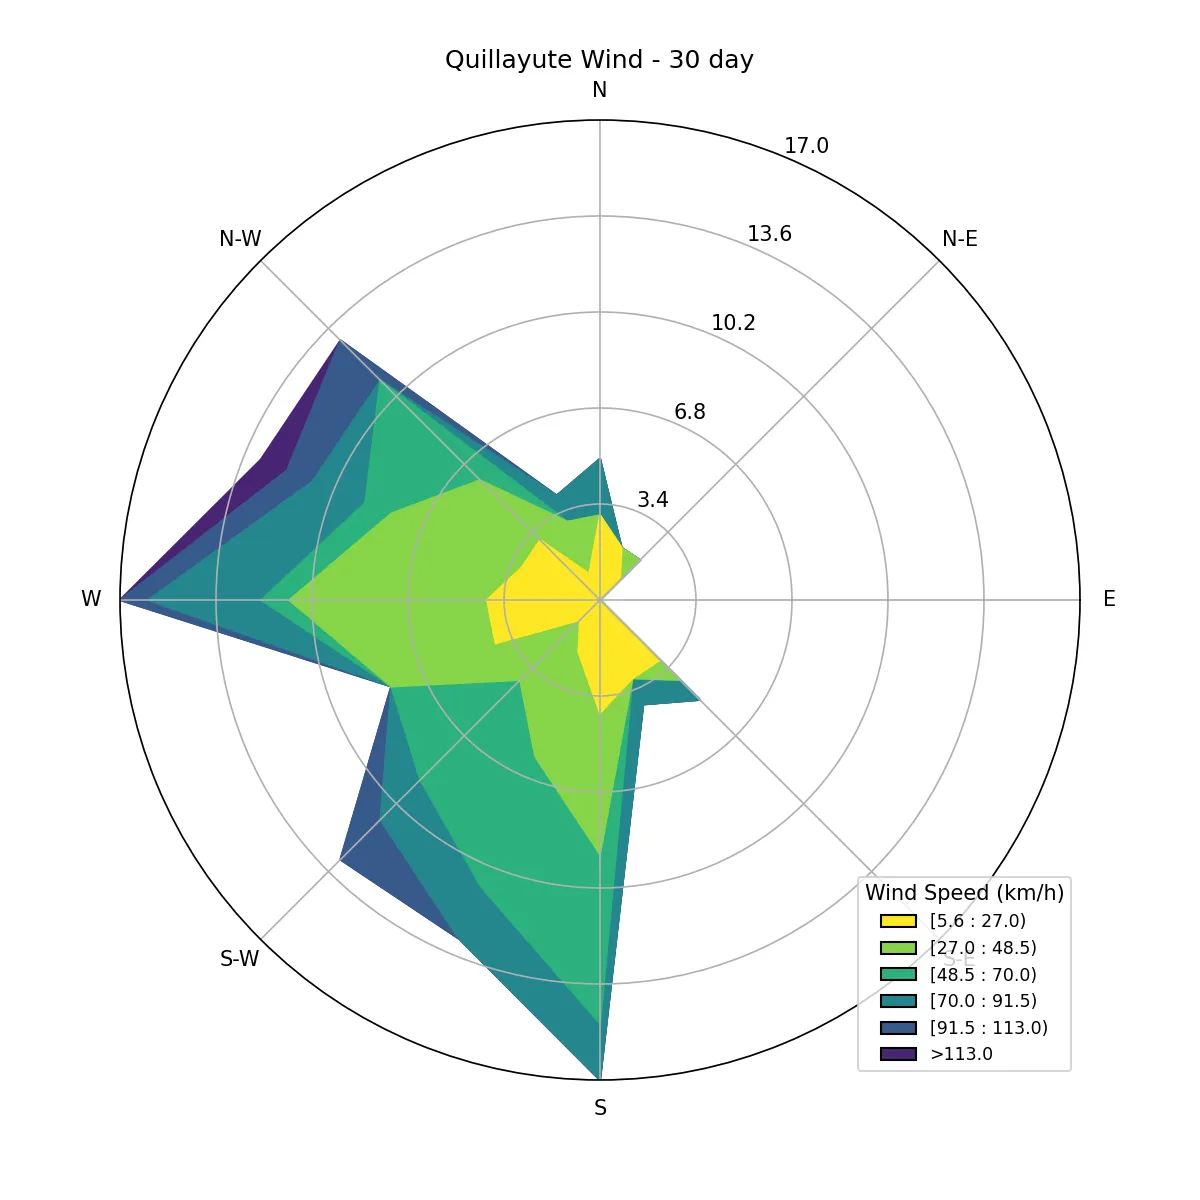 Quillayute Wind - 30 day
N
17.0
13.6
N-W
N-E
10.2
6.8
3.4
W
E
Wind Speed (km/h)
[5.6 : 27.0)
[27.0 : 48.5)
S-W
S-E
[48.5 : 70.0)
[70.0 : 91.5)
[91.5 : 113.0)
>113.0
S